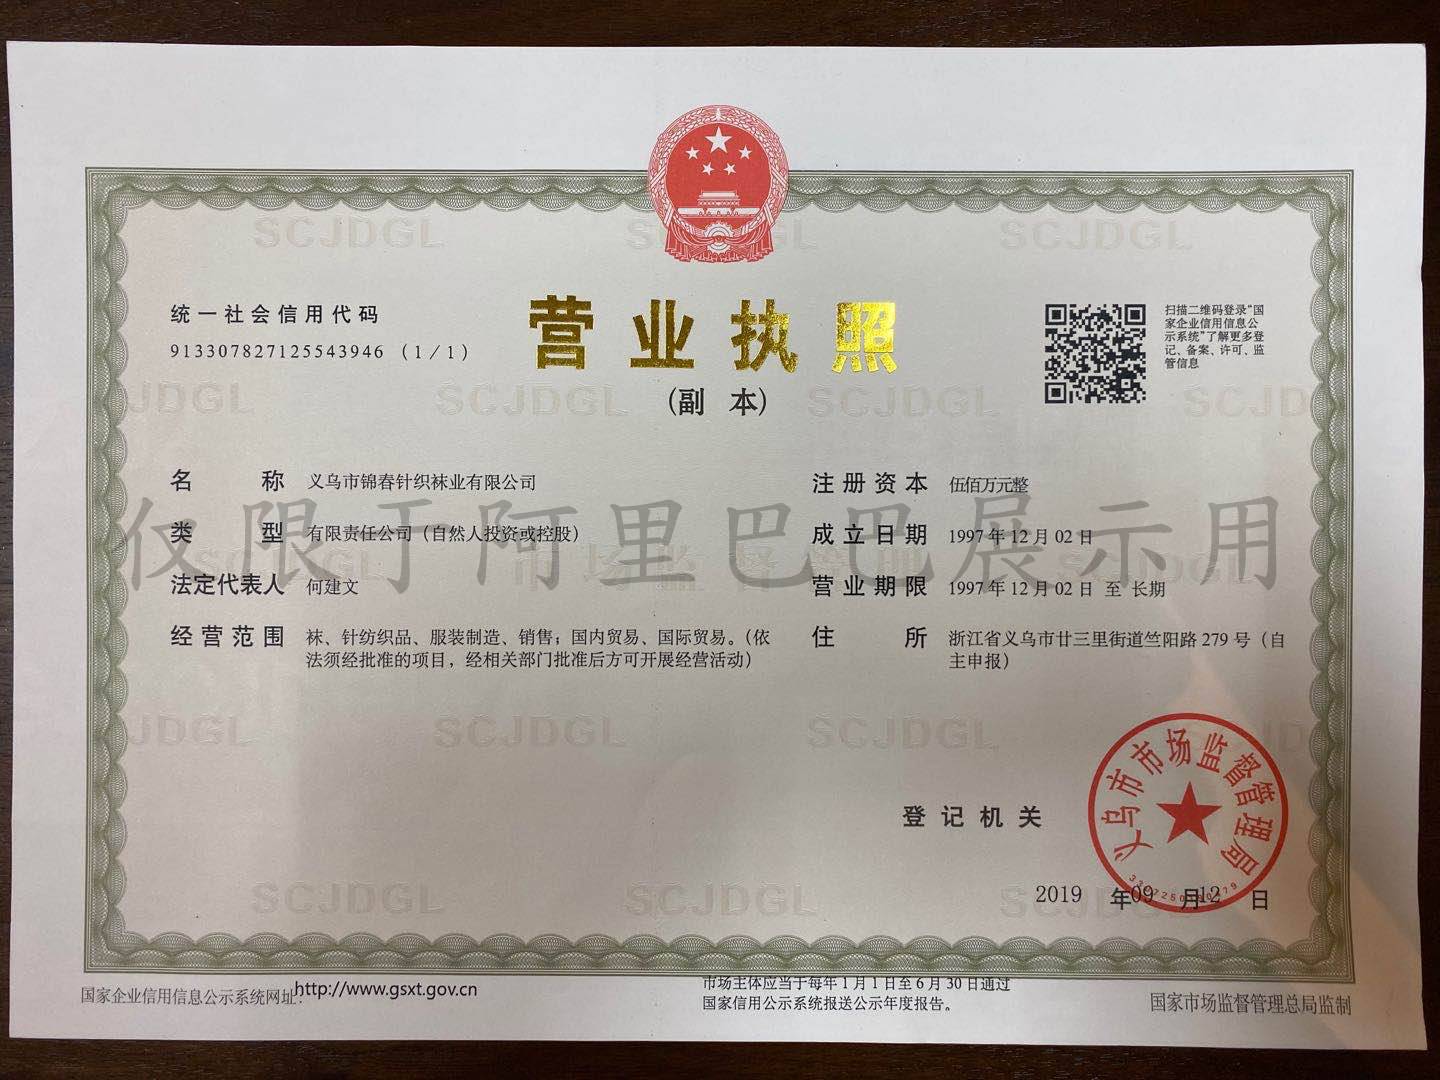 统一社会信用代码
913307827125543946 (1/1)
营业执照
(副 本)
扫描二维码登录“国
家企业信用信息公
示系统”了解更多登
记、备案、许可、监
管信息
名 称 义乌市锦春针织袜业有限公司
类 型 有限责任公司(自然人投资或控股)
法定代表人 何建文
经营范围 袜、针纺织品、服装制造、销售;国内贸易、国际贸易。(依
法须经批准的项目,经相关部门批准后方可开展经营活动)
注册资本 伍佰万元整
成立日期 1997年12月02日
营业期限 1997年12月02日 至 长期
住 所 浙江省义乌市廿三里街道竺阳路279号(自
主申报)
仅限于阿里巴巴展示用
登记机关
义乌市市场监督管理局
2019 年09 月12 日
国家企业信用信息公示系统网址:http://www.gsxt.gov.cn
市场主体应当于每年1月1日至6月30日通过
国家信用公示系统报送公示年度报告。
国家市场监督管理总局监制
SCJDGL